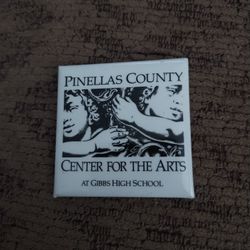 PINELLAS COUNTY
CENTER FOR THE ARTS
AT GIBBS HIGH SCHOOL